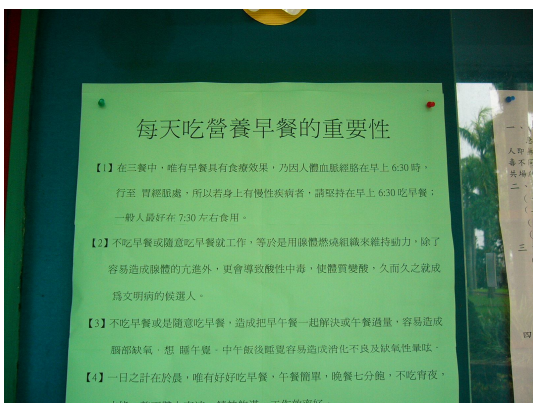 每天吃營養早餐的重要性
【1】在三餐中，唯有早餐具有食療效果，乃因人體血脈經路在早上 6:30 時，
行至 胃經脈處，所以若身上有慢性疾病者，請堅持在早上 6:30 吃早餐；
一般人最好在 7:30 左右食用。
【2】不吃早餐或隨意吃早餐就工作，等於是用腺體燃燒組織來維持動力，除了
容易造成腺體的亢進外，更會導致酸性中毒，使體質變酸，久而久之就成
為文明病的候選人。
【3】不吃早餐或是隨意吃早餐，造成把早午餐一起解決或午餐過量，容易造成
腦部缺氧、想 睡午覺。中午飯後睡覺容易造成消化不良及缺氧性暈眩。
【4】一日之計在於晨，唯有好好吃早餐，午餐簡單，晚餐七分飽，不吃宵夜，
一、
二、
三
四